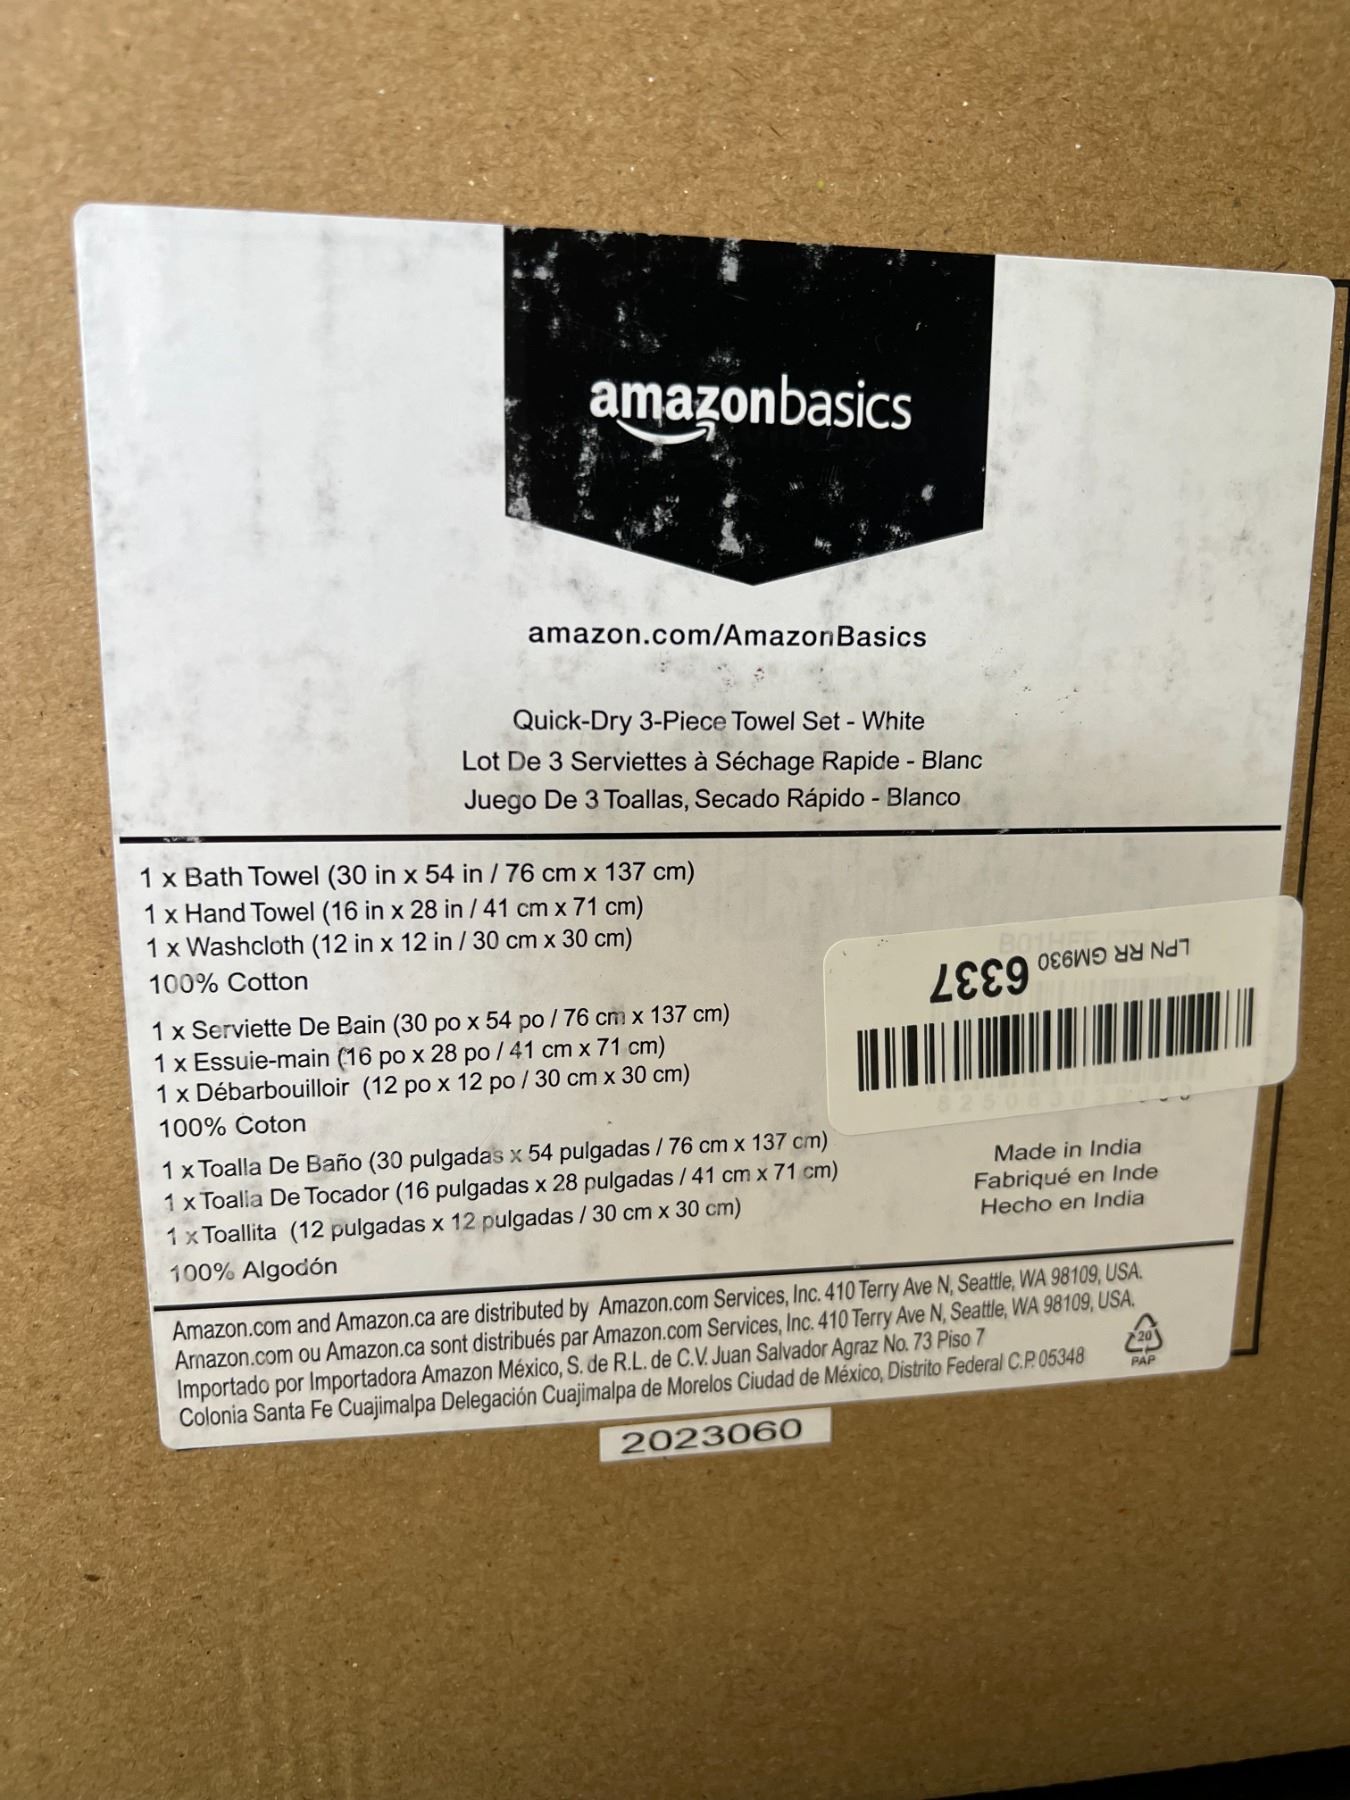 amazonbasics
amazon.com/AmazonBasics
Quick-Dry 3-Piece Towel Set - White
Lot De 3 Serviettes à Séchage Rapide - Blanc
Juego De 3 Toallas, Secado Rápido - Blanco
1 x Bath Towel (30 in x 54 in / 76 cm x 137 cm)
1 x Hand Towel (16 in x 28 in / 41 cm x 71 cm)
1 x Washcloth (12 in x 12 in / 30 cm x 30 cm)
100% Cotton
1 x Serviette De Bain (30 po x 54 po / 76 cm x 137 cm)
1 x Essuie-main (16 po x 28 po / 41 cm x 71 cm)
1 x Débarbouilloir (12 po x 12 po / 30 cm x 30 cm)
100% Coton
1 x Toalla De Baño (30 pulgadas x 54 pulgadas / 76 cm x 137 cm)
1 x Toalla De Tocador (16 pulgadas x 28 pulgadas / 41 cm x 71 cm)
1 x Toallita (12 pulgadas x 12 pulgadas / 30 cm x 30 cm)
100% Algodón
LPN RR GM930 6337
Made in India
Fabriqué en Inde
Hecho en India
Amazon.com and Amazon.ca are distributed by Amazon.com Services, Inc. 410 Terry Ave N, Seattle, WA 98109, USA.
Amazon.com ou Amazon.ca sont distribués par Amazon.com Services, Inc. 410 Terry Ave N, Seattle, WA 98109, USA.
Importado por Importadora Amazon México, S. de R.L. de C.V. Juan Salvador Agraz No. 73 Piso 7
Colonia Santa Fe Cuajimalpa Delegación Cuajimalpa de Morelos Ciudad de México, Distrito Federal C.P. 05348
20
PAP
2023060